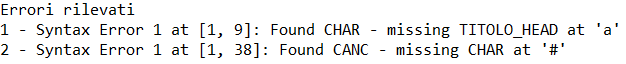 Errori rilevati
1 - Syntax Error 1 at [1, 9]: Found CHAR - missing TITOLO_HEAD at 'a'
2 - Syntax Error 1 at [1, 38]: Found CANC - missing CHAR at '#'